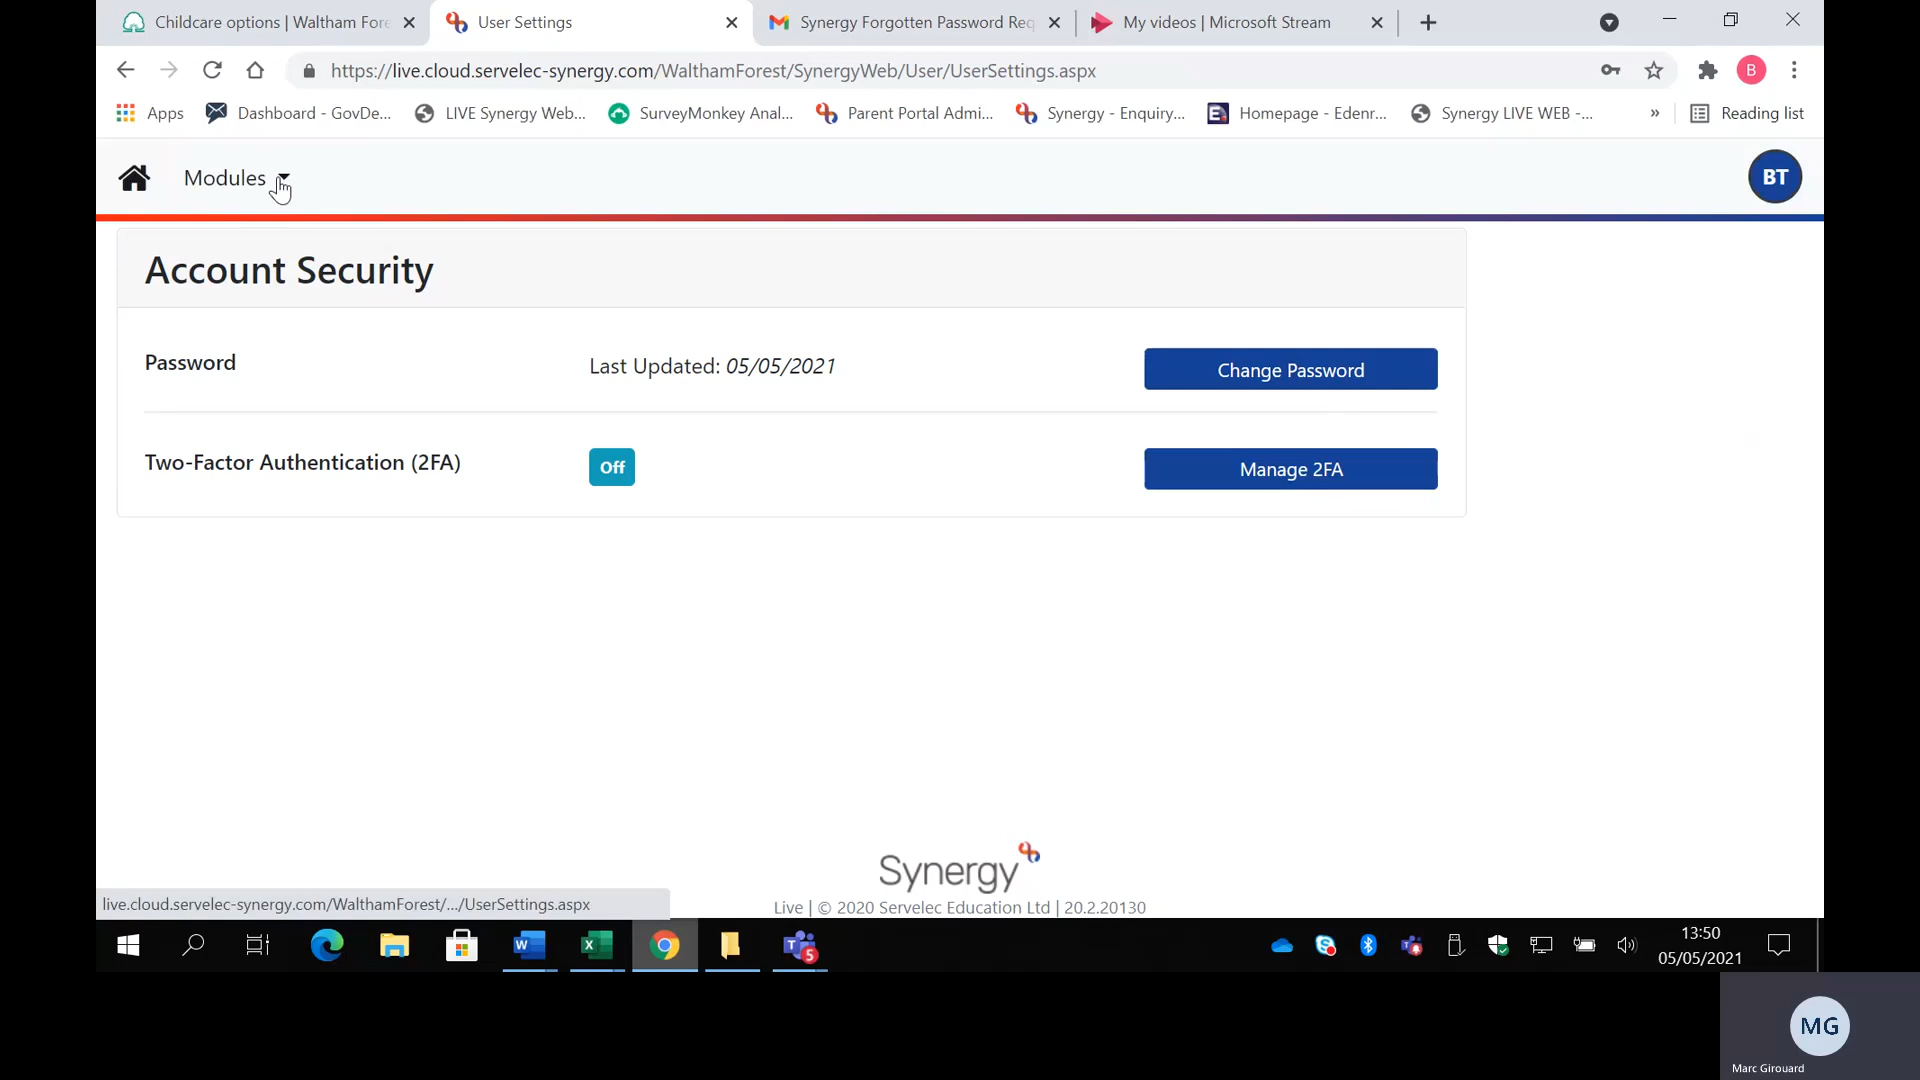 Childcare options | Waltham Fore
User Settings
Synergy Forgotten Password Req
My videos | Microsoft Stream
https://live.cloud.servelec-synergy.com/WalthamForest/SynergyWeb/User/UserSettings.aspx
B
Apps
Dashboard - GovDe...
LIVE Synergy Web...
SurveyMonkey Anal...
Parent Portal Admi...
Synergy - Enquiry...
Homepage - Edenr...
Synergy LIVE WEB -...
»
Reading list
Modules
BT
Account Security
Password
Last Updated: 05/05/2021
Change Password
Two-Factor Authentication (2FA)
Off
Manage 2FA
Synergy
live.cloud.servelec-synergy.com/WalthamForest/.../UserSettings.aspx
Live | © 2020 Servelec Education Ltd | 20.2.20130
13:50
05/05/2021
5
MG
Marc Girouard